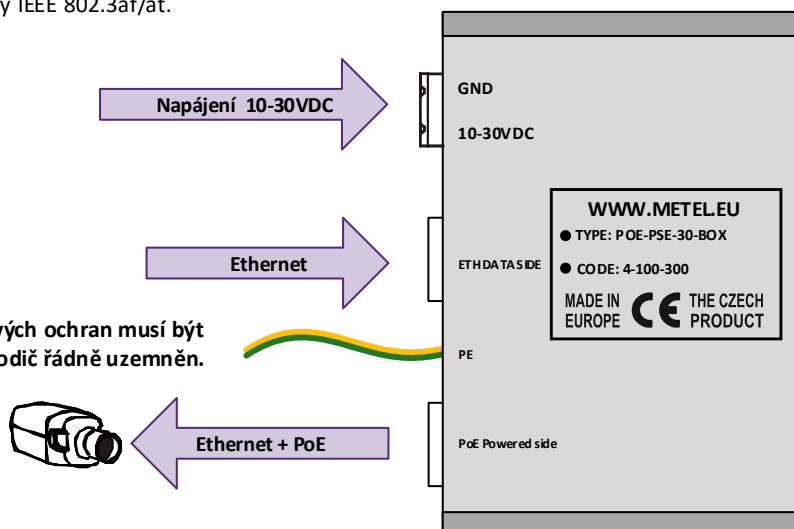 y IEEE 802.3af/at.
GND
Napájení 10-30VDC
10-30VDC
WWW.METEL.EU
TYPE: POE-PSE-30-BOX
Ethernet
ETH DATA SIDE
CODE: 4-100-300
MADE IN EUROPE
CE
THE CZECH PRODUCT
vých ochran musí být
odič řádně uzemněn.
PE
Ethernet + PoE
PoE Powered side